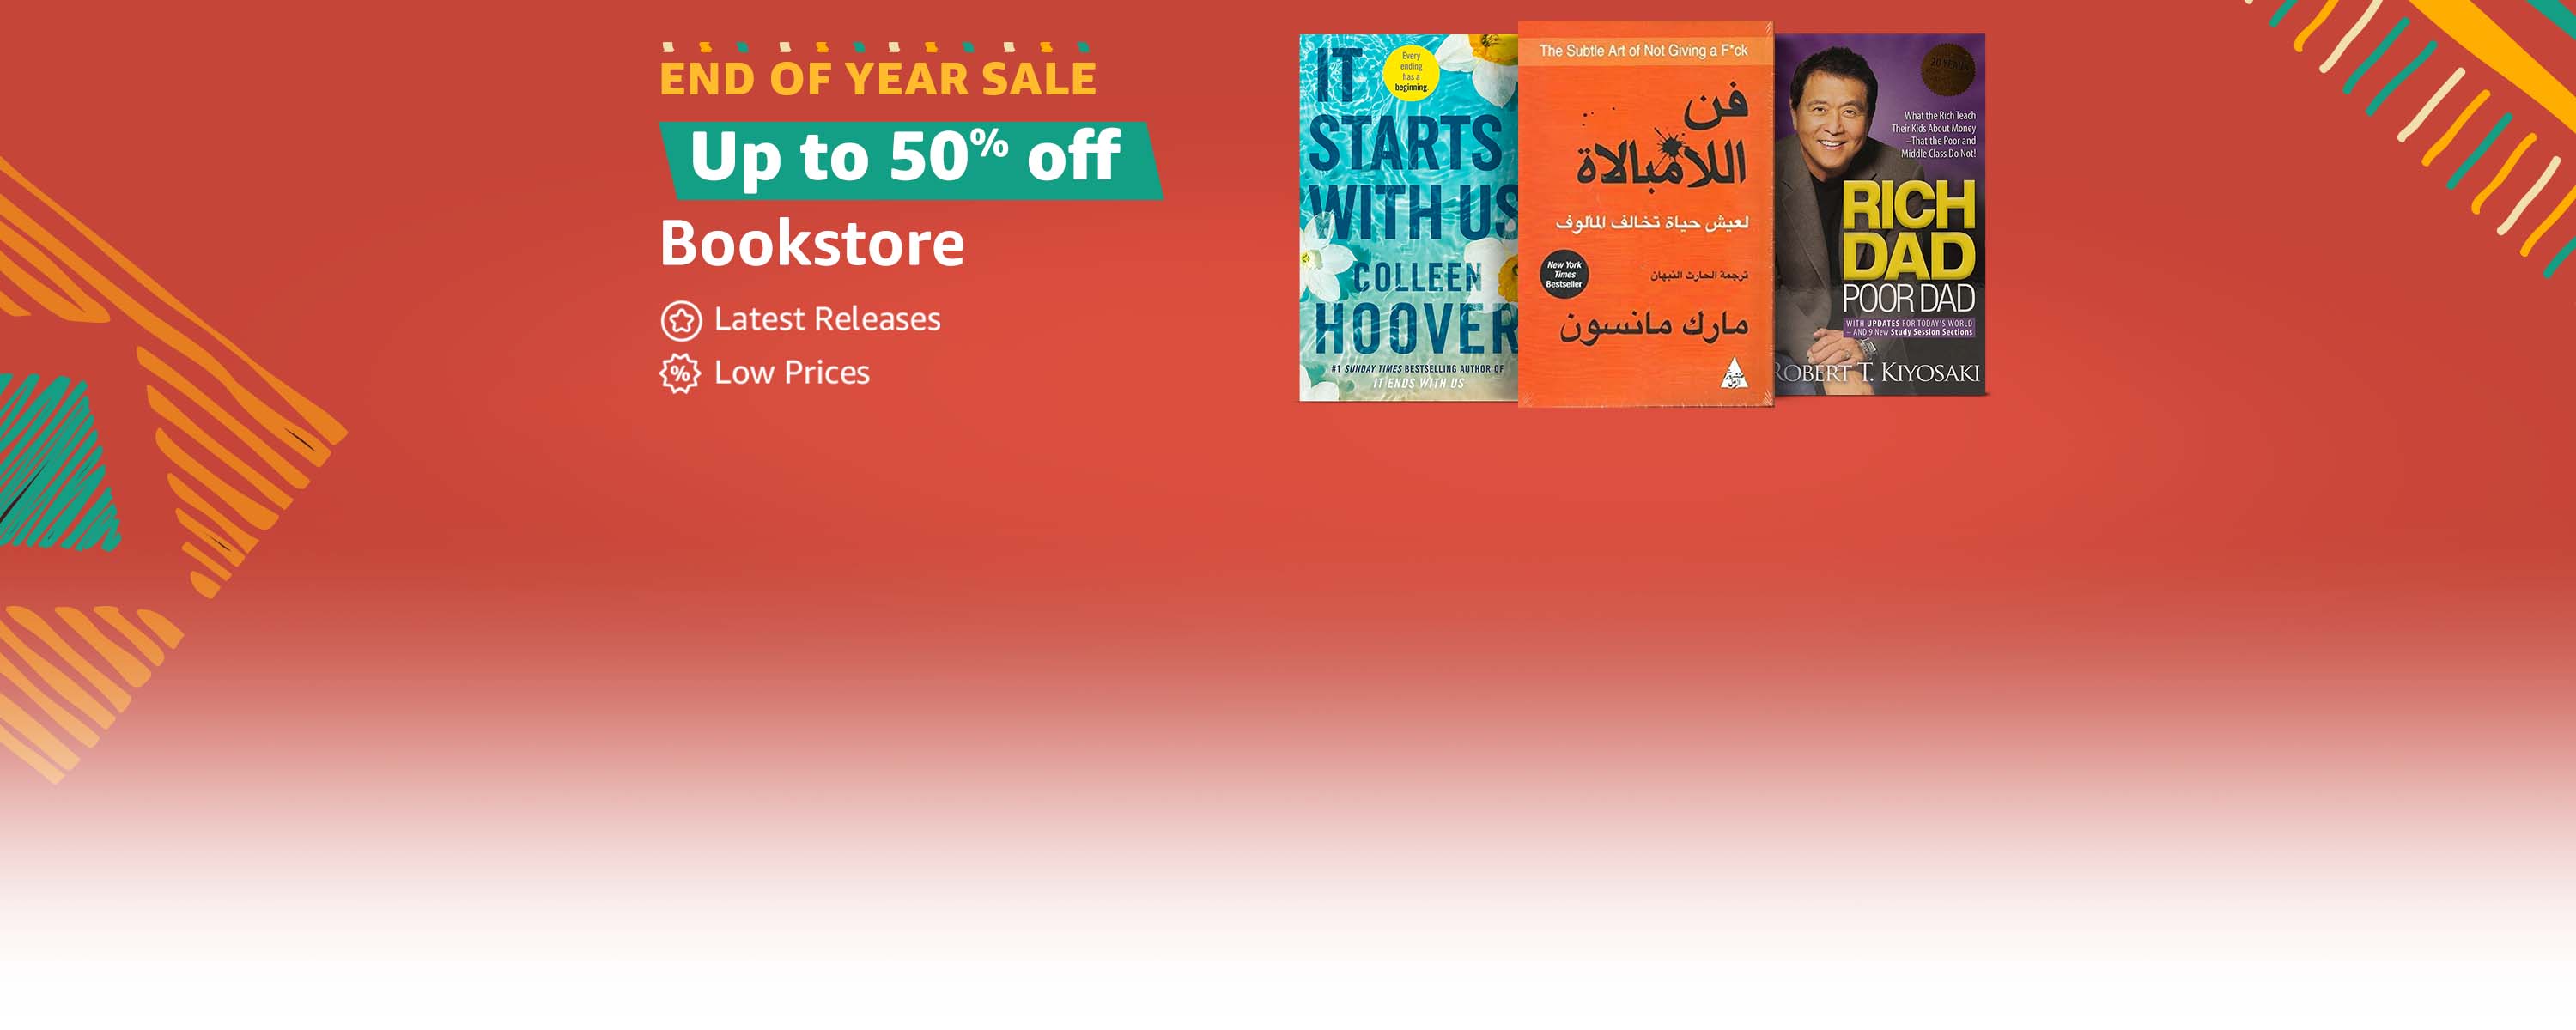 END OF YEAR SALE
Up to 50% off
Bookstore
Latest Releases
Low Prices
IT
STARTS
WITH US
COLLEEN
HOOVER
Every
ending
has a
beginning.
#1 SUNDAY TIMES BESTSELLING AUTHOR OF
IT ENDS WITH US
The Subtle Art of Not Giving a F*ck
فن
اللامبالاة
لعيش حياة تخالف المألوف
New York
Times
Bestseller
ترجمة الحارث النبهان
مارك مانسون
20 YEARS
What the Rich Teach
Their Kids About Money
—That the Poor and
Middle Class Do Not!
RICH
DAD
POOR DAD
WITH UPDATES FOR TODAY'S WORLD
— AND 9 New Study Session Sections
ROBERT T. KIYOSAKI